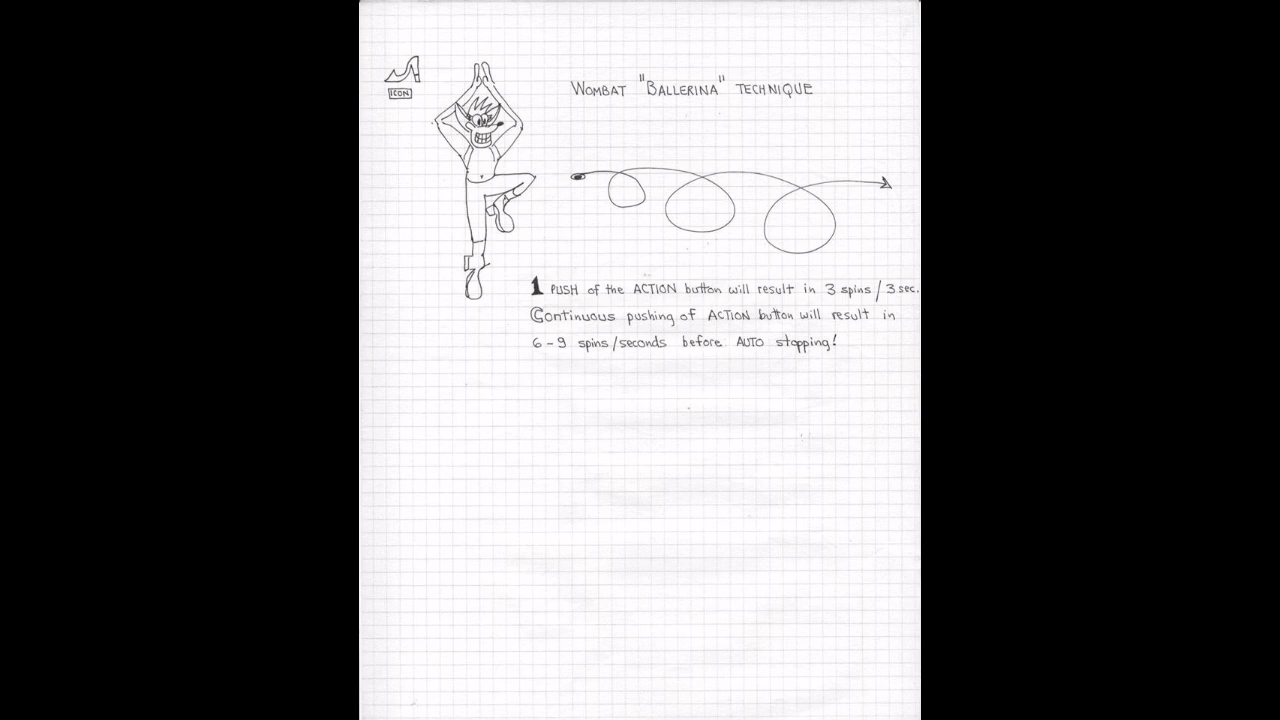 ICON
WOMBAT "BALLERINA" TECHNIQUE
1 PUSH of the ACTION button will result in 3 spins / 3 sec.
Continuous pushing of ACTION button will result in
6-9 spins/seconds before AUTO stopping!